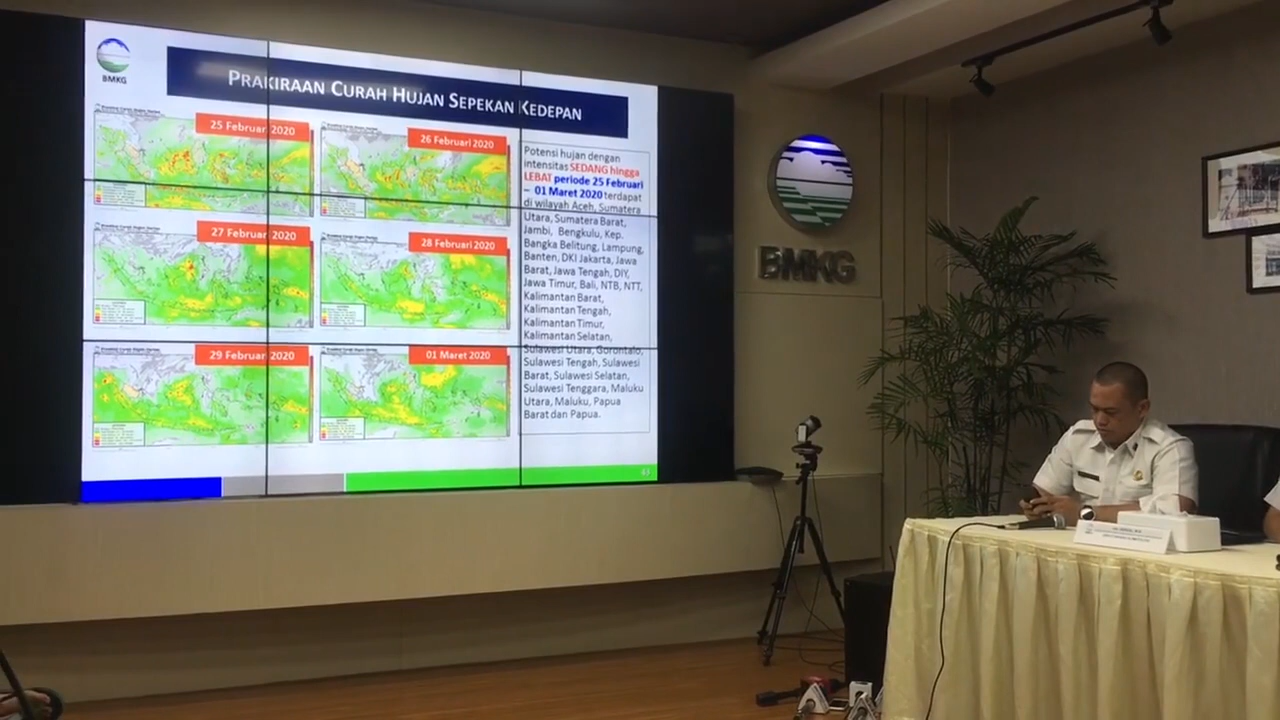 BMKG
PRAKIRAAN CURAH HUJAN SEPEKAN KEDEPAN
25 Februari 2020
26 Februari 2020
27 Februari 2020
28 Februari 2020
29 Februari 2020
01 Maret 2020
Potensi hujan dengan
intensitas SEDANG hingga
LEBAT periode 25 Februari
– 01 Maret 2020 terdapat
di wilayah Aceh, Sumatera
Utara, Sumatera Barat,
Jambi, Bengkulu, Kep.
Bangka Belitung, Lampung,
Banten, DKI Jakarta, Jawa
Barat, Jawa Tengah, DIY,
Jawa Timur, Bali, NTB, NTT,
Kalimantan Barat,
Kalimantan Tengah,
Kalimantan Timur,
Kalimantan Selatan,
Sulawesi Utara, Gorontalo,
Sulawesi Tengah, Sulawesi
Barat, Sulawesi Selatan,
Sulawesi Tenggara, Maluku
Utara, Maluku, Papua
Barat dan Papua.
43
BMKG